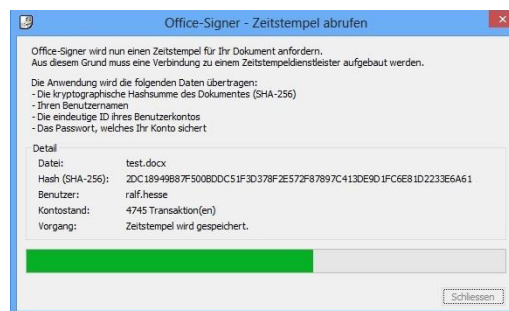 Office-Signer - Zeitstempel abrufen
Office-Signer wird nun einen Zeitstempel für Ihr Dokument anfordern.
Aus diesem Grund muss eine Verbindung zu einem Zeitstempeldienstleister aufgebaut werden.
Die Anwendung wird die folgenden Daten übertragen:
- Die kryptographische Hashsumme des Dokumentes (SHA-256)
- Ihren Benutzernamen
- Die eindeutige ID ihres Benutzerkontos
- Das Passwort, welches Ihr Konto sichert
Detail
Datei: test.docx
Hash (SHA-256): 2DC18949B87F500BDDC51F3D378F2E572F87897C413DE9D1FC6E81D2233E6A61
Benutzer: ralf.hesse
Kontostand: 4745 Transaktion(en)
Vorgang: Zeitstempel wird gespeichert.
Schliessen